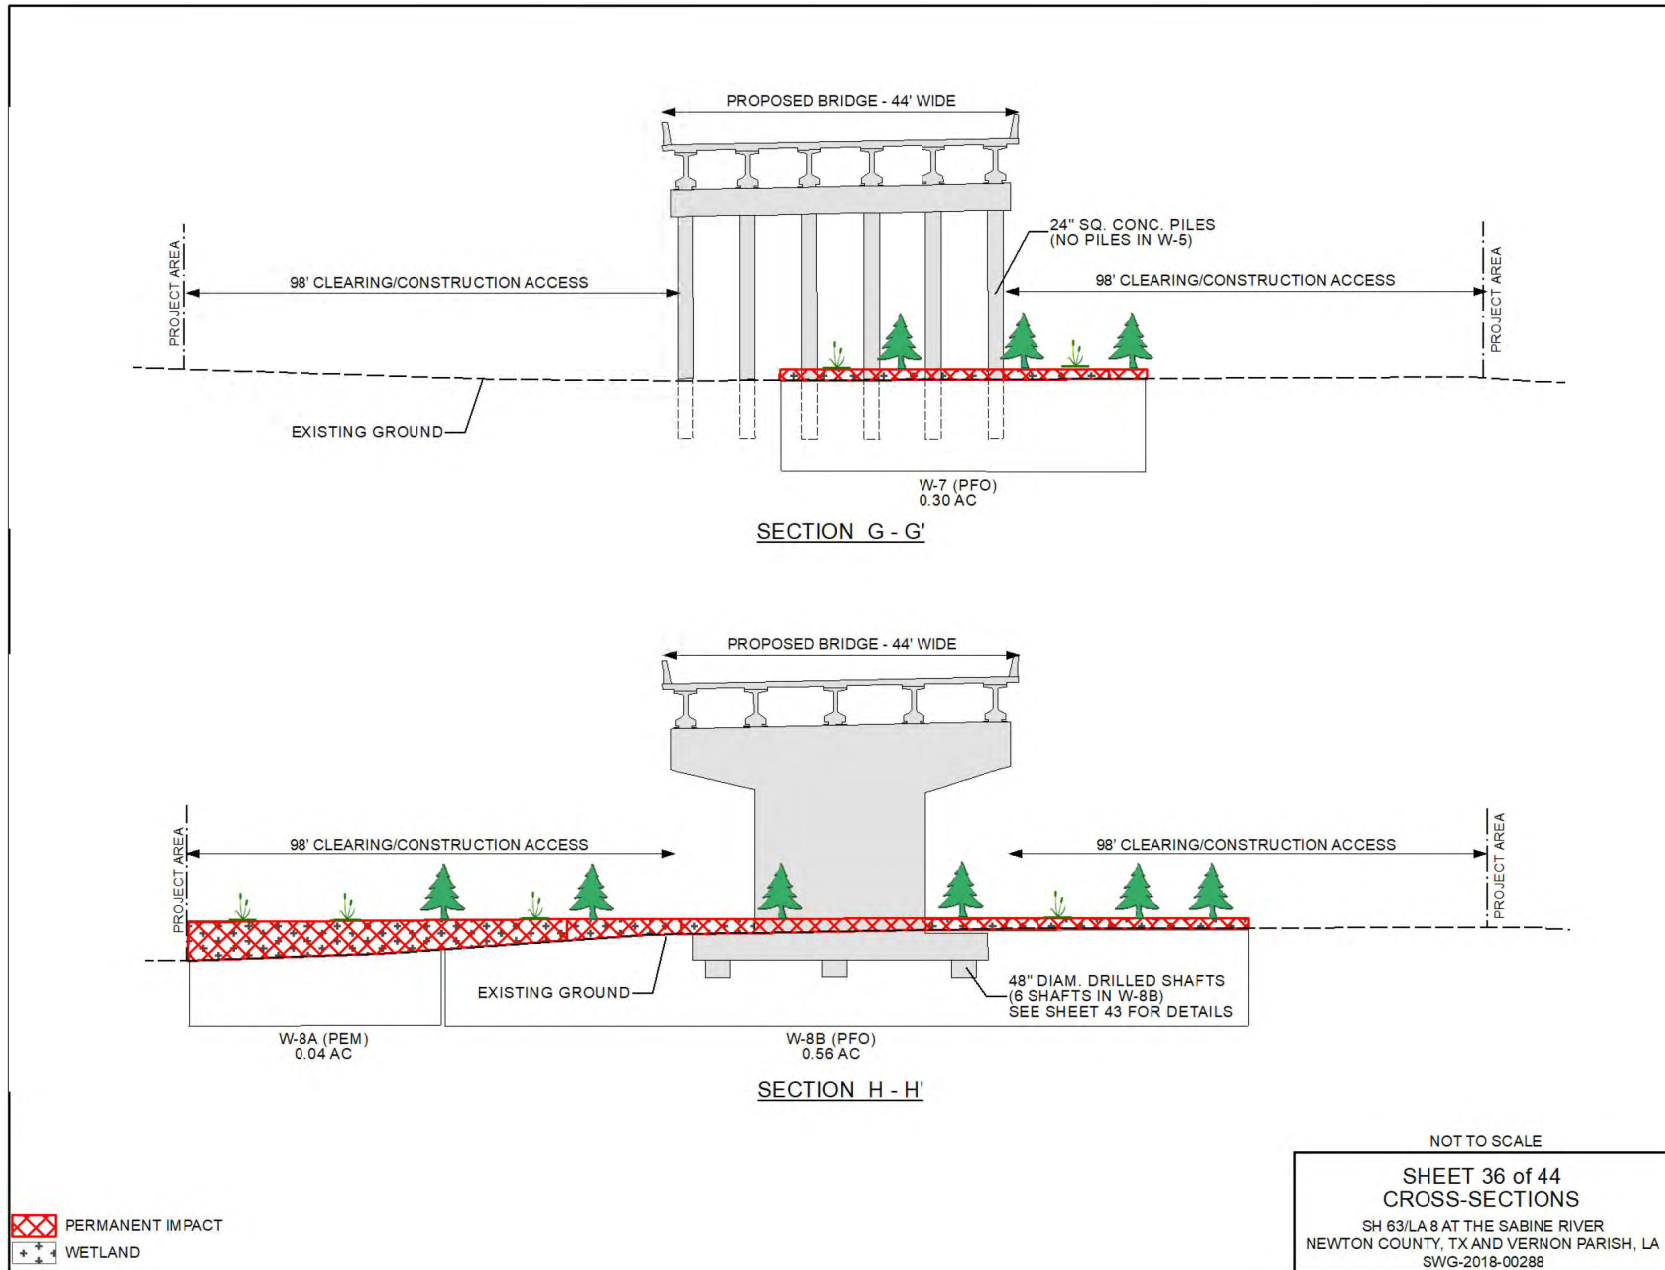 PROPOSED BRIDGE - 44' WIDE
24" SQ. CONC. PILES
(NO PILES IN W-5)
PROJECT AREA
98' CLEARING/CONSTRUCTION ACCESS
98' CLEARING/CONSTRUCTION ACCESS
PROJECT AREA
EXISTING GROUND
W-7 (PFO)
0.30 AC
SECTION G - G'
PROPOSED BRIDGE - 44' WIDE
PROJECT AREA
98' CLEARING/CONSTRUCTION ACCESS
98' CLEARING/CONSTRUCTION ACCESS
PROJECT AREA
EXISTING GROUND
48" DIAM. DRILLED SHAFTS
(6 SHAFTS IN W-8B)
SEE SHEET 43 FOR DETAILS
W-8A (PEM)
0.04 AC
W-8B (PFO)
0.56 AC
SECTION H - H'
NOT TO SCALE
SHEET 36 of 44
CROSS-SECTIONS
SH 63/LA 8 AT THE SABINE RIVER
NEWTON COUNTY, TX AND VERNON PARISH, LA
SWG-2018-00288
PERMANENT IMPACT
WETLAND